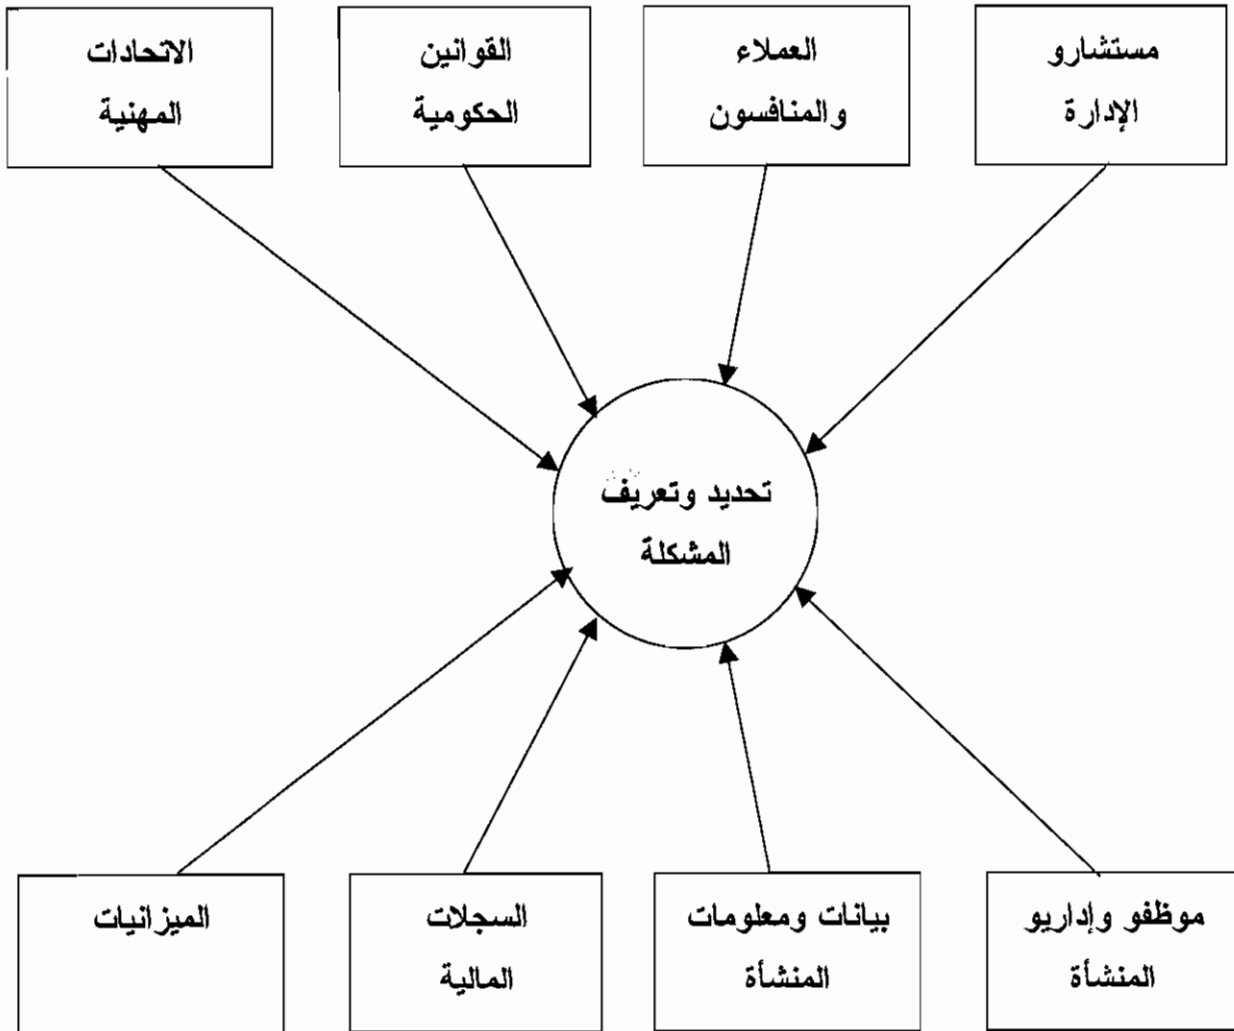 مستشارو
الإدارة
العملاء
والمنافسون
القوانين
الحكومية
الاتحادات
المهنية
تحديد وتعريف
المشكلة
موظفو وإداريو
المنشأة
بيانات ومعلومات
المنشأة
السجلات
المالية
الميزانيات